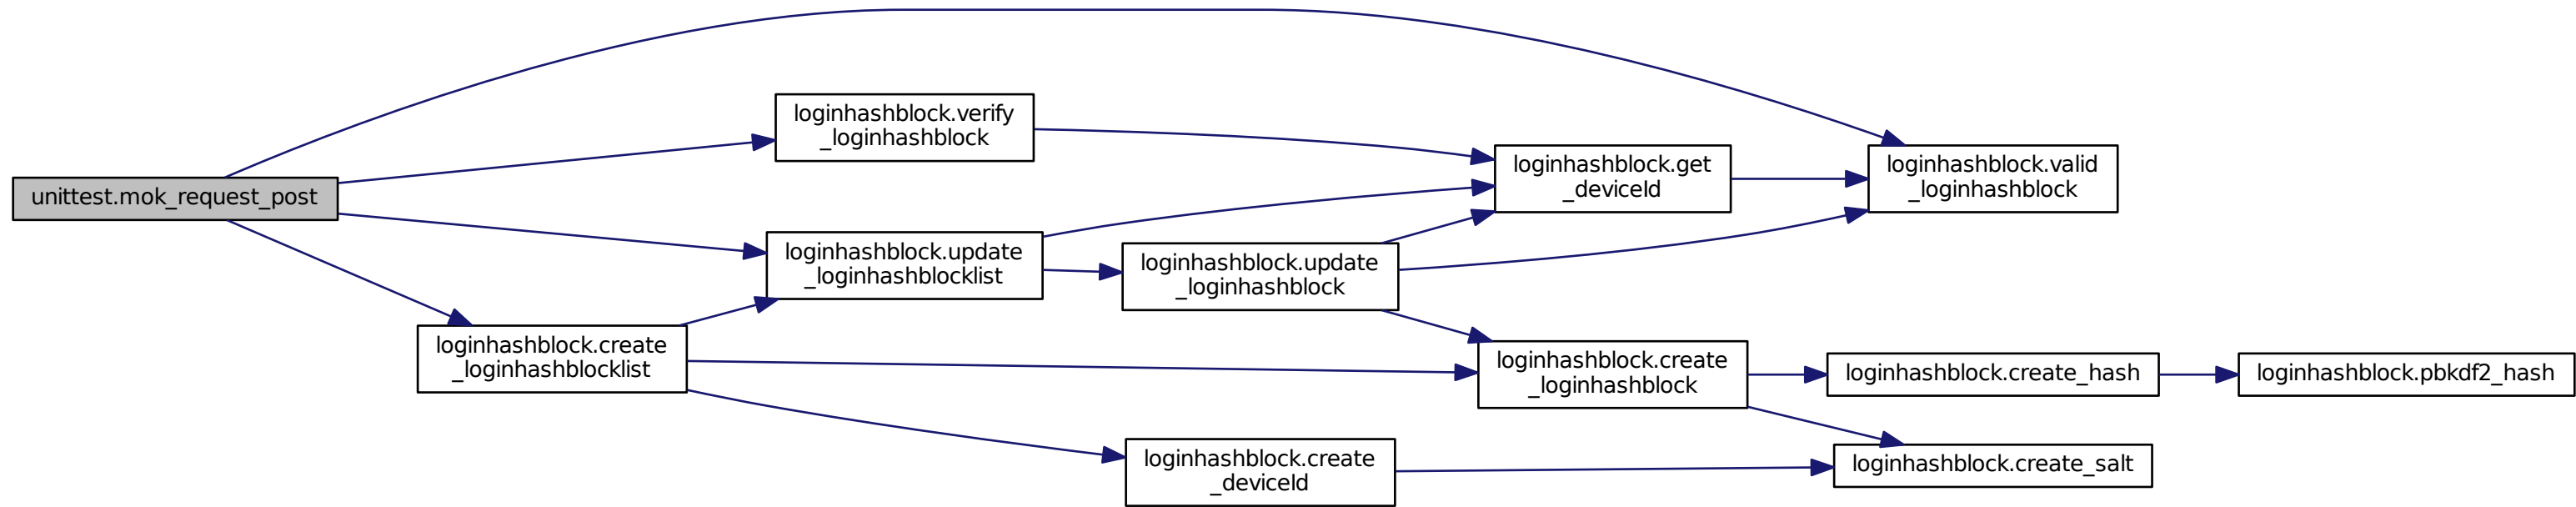 unittest.mok_request_post
loginhashblock.verify
_loginhashblock
loginhashblock.update
_loginhashblocklist
loginhashblock.create
_loginhashblocklist
loginhashblock.update
_loginhashblock
loginhashblock.create
_deviceId
loginhashblock.get
_deviceId
loginhashblock.create
_loginhashblock
loginhashblock.valid
_loginhashblock
loginhashblock.create_hash
loginhashblock.create_salt
loginhashblock.pbkdf2_hash